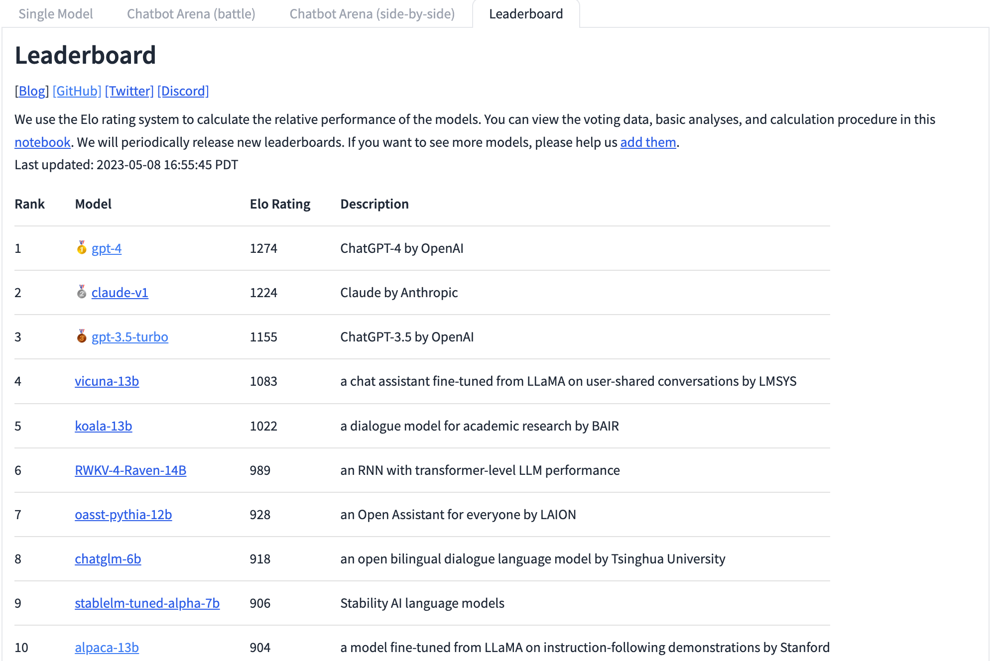 Single Model Chatbot Arena (battle) Chatbot Arena (side-by-side) Leaderboard
Leaderboard
[Blog] [GitHub] [Twitter] [Discord]
We use the Elo rating system to calculate the relative performance of the models. You can view the voting data, basic analyses, and calculation procedure in this
notebook. We will periodically release new leaderboards. If you want to see more models, please help us add them.
Last updated: 2023-05-08 16:55:45 PDT
Rank Model Elo Rating Description
1 🥇 gpt-4 1274 ChatGPT-4 by OpenAI
2 🥈 claude-v1 1224 Claude by Anthropic
3 🥉 gpt-3.5-turbo 1155 ChatGPT-3.5 by OpenAI
4 vicuna-13b 1083 a chat assistant fine-tuned from LLaMA on user-shared conversations by LMSYS
5 koala-13b 1022 a dialogue model for academic research by BAIR
6 RWKV-4-Raven-14B 989 an RNN with transformer-level LLM performance
7 oasst-pythia-12b 928 an Open Assistant for everyone by LAION
8 chatglm-6b 918 an open bilingual dialogue language model by Tsinghua University
9 stablelm-tuned-alpha-7b 906 Stability AI language models
10 alpaca-13b 904 a model fine-tuned from LLaMA on instruction-following demonstrations by Stanford